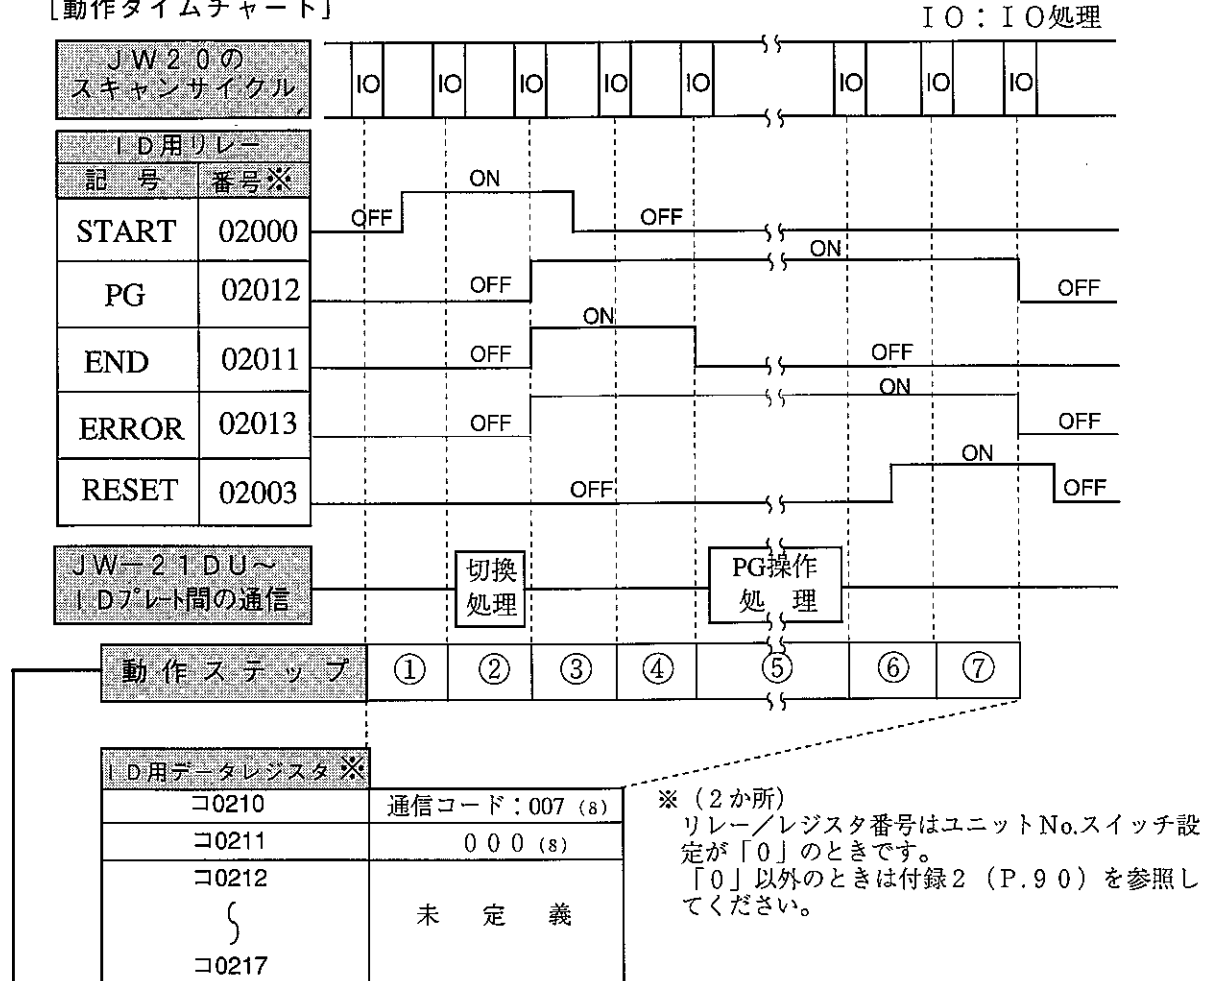 [動作タイムチャート]
IO:IO処理
JW20の
スキャンサイクル
IO IO IO IO IO IO IO IO
ID用リレー
記 号 番号※
START 02000
OFF ON OFF
PG 02012
OFF ON OFF
END 02011
OFF ON OFF
ERROR 02013
OFF ON OFF
RESET 02003
OFF ON OFF
JW-21DU~
IDプレート間の通信
切換
処理
PG操作
処 理
動作ステップ ① ② ③ ④ ⑤ ⑥ ⑦
ID用データレジスタ※
コ0210 通信コード:007 (8)
コ0211 000 (8)
コ0212
〜
コ0217
未 定 義
※(2か所)
リレー/レジスタ番号はユニットNo.スイッチ設
定が「0」のときです。
「0」以外のときは付録2(P.90)を参照し
てください。